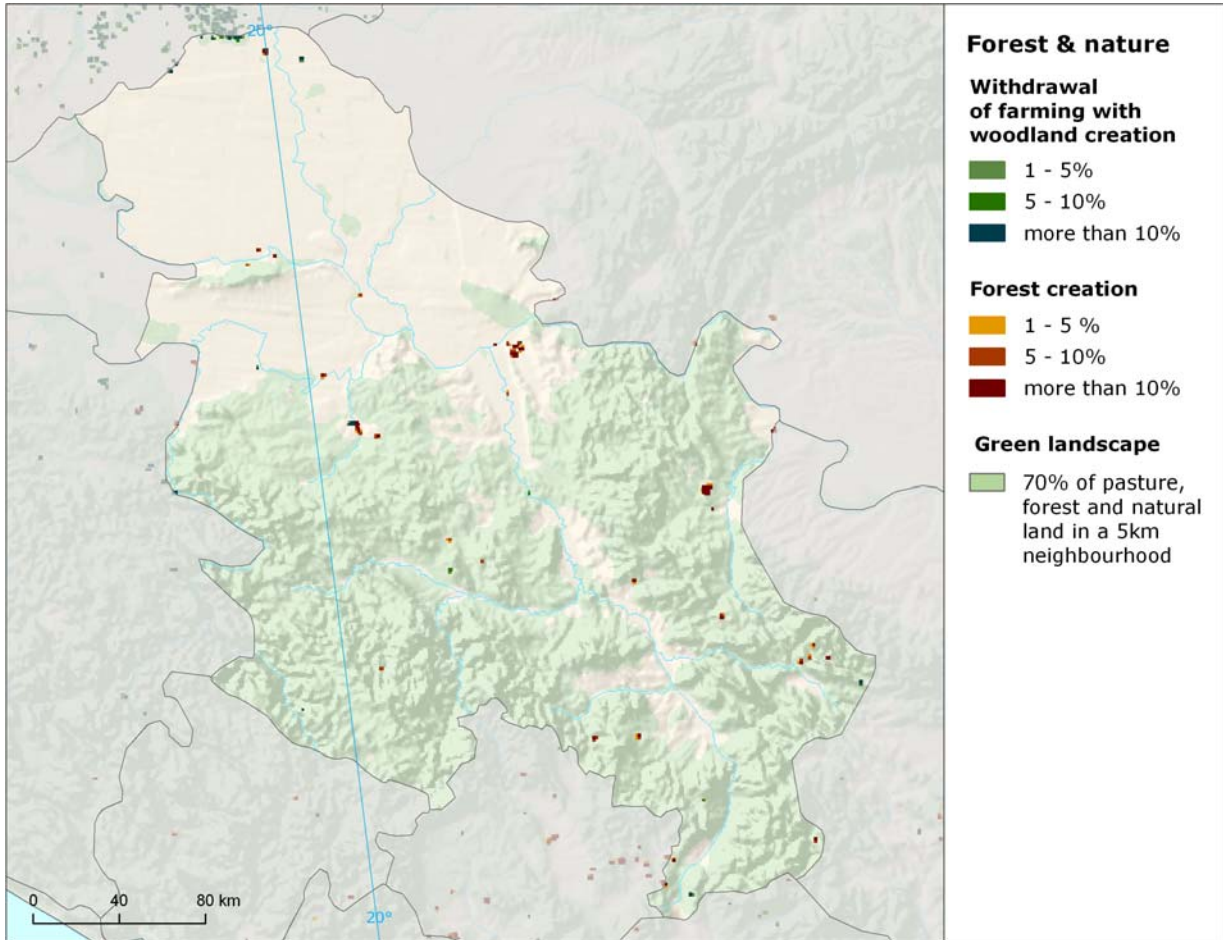 20°
Forest & nature
Withdrawal
of farming with
woodland creation
1 - 5%
5 - 10%
more than 10%
Forest creation
1 - 5 %
5 - 10%
more than 10%
Green landscape
70% of pasture,
forest and natural
land in a 5km
neighbourhood
0 40 80 km
20°